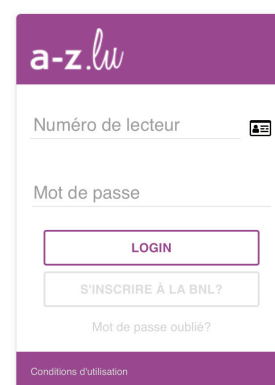 a-z.lu
Numéro de lecteur
Mot de passe
LOGIN
S'INSCRIRE À LA BNL?
Mot de passe oublié?
Conditions d'utilisation